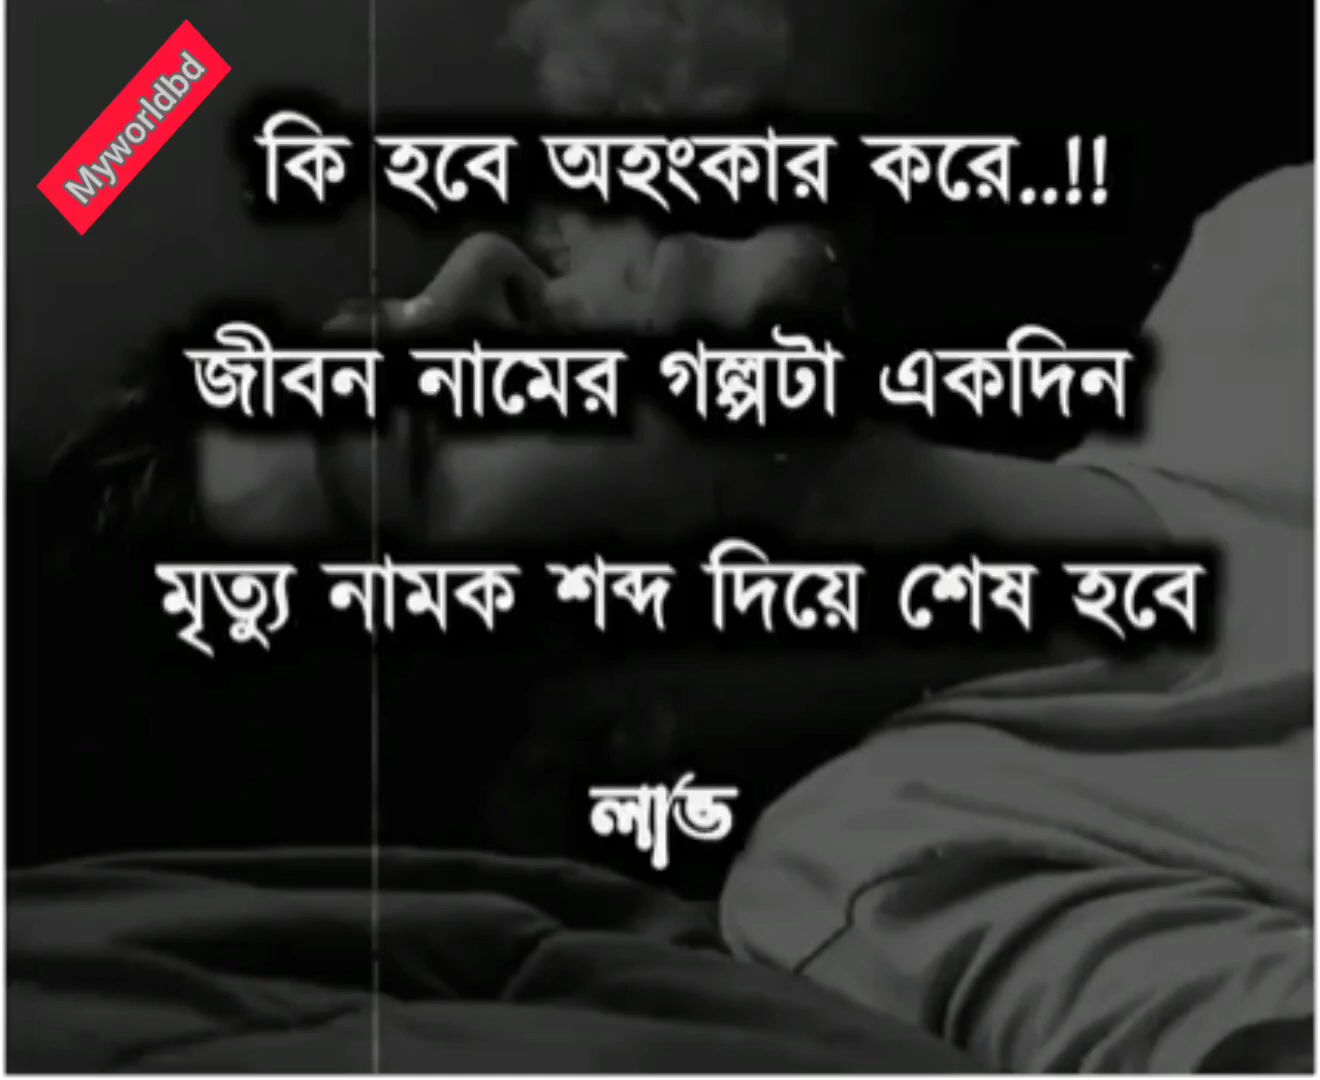 Myworldbd
কি হবে অহংকার করে..!!
জীবন নামের গল্পটা একদিন
মৃত্যু নামক শব্দ দিয়ে শেষ হবে
লার্ভ